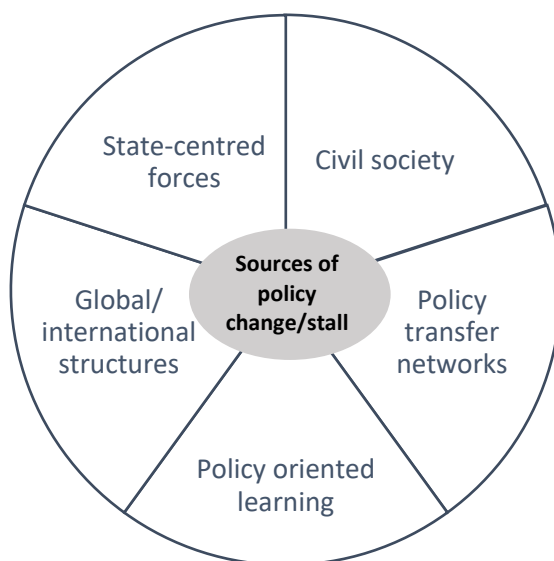 State-centred
forces
Civil society
Sources of
policy
change/stall
Global/
international
structures
Policy
transfer
networks
Policy oriented
learning